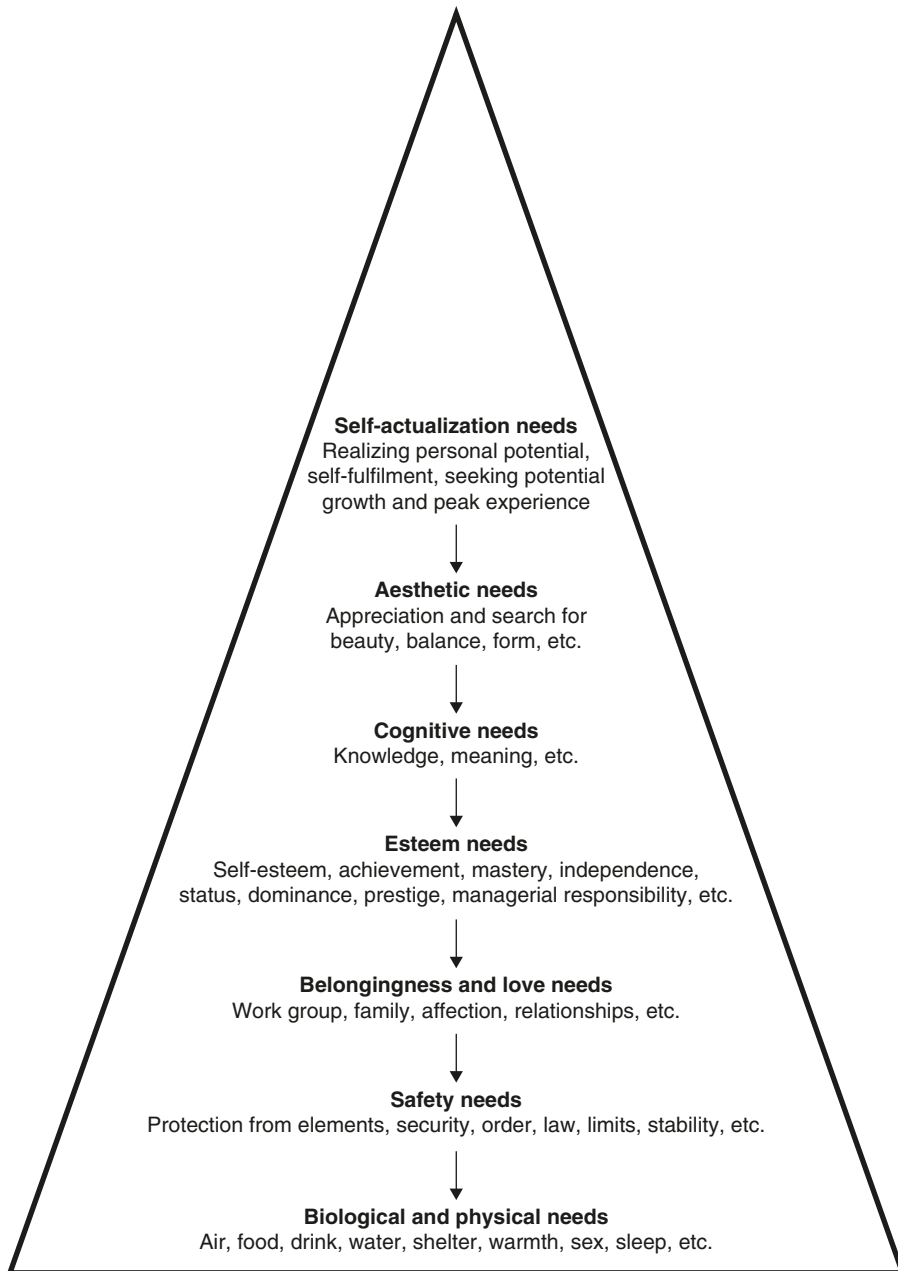 Self-actualization needs
Realizing personal potential,
self-fulfilment, seeking potential
growth and peak experience
Aesthetic needs
Appreciation and search for
beauty, balance, form, etc.
Cognitive needs
Knowledge, meaning, etc.
Esteem needs
Self-esteem, achievement, mastery, independence,
status, dominance, prestige, managerial responsibility, etc.
Belongingness and love needs
Work group, family, affection, relationships, etc.
Safety needs
Protection from elements, security, order, law, limits, stability, etc.
Biological and physical needs
Air, food, drink, water, shelter, warmth, sex, sleep, etc.